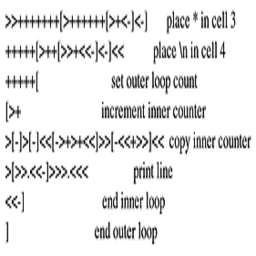 >>+++++++[>++++++[>+<-]<-] place * in cell 3
+++++[>++[>>+<<-]<-]<< place \n in cell 4
+++++[ set outer loop count
[>+ increment inner counter
>[-]>[-]<<[->+>+<<]>>[-<<+>>]<< copy inner counter
>[>>.<<-]>>>.<<< print line
<<-] end inner loop
] end outer loop